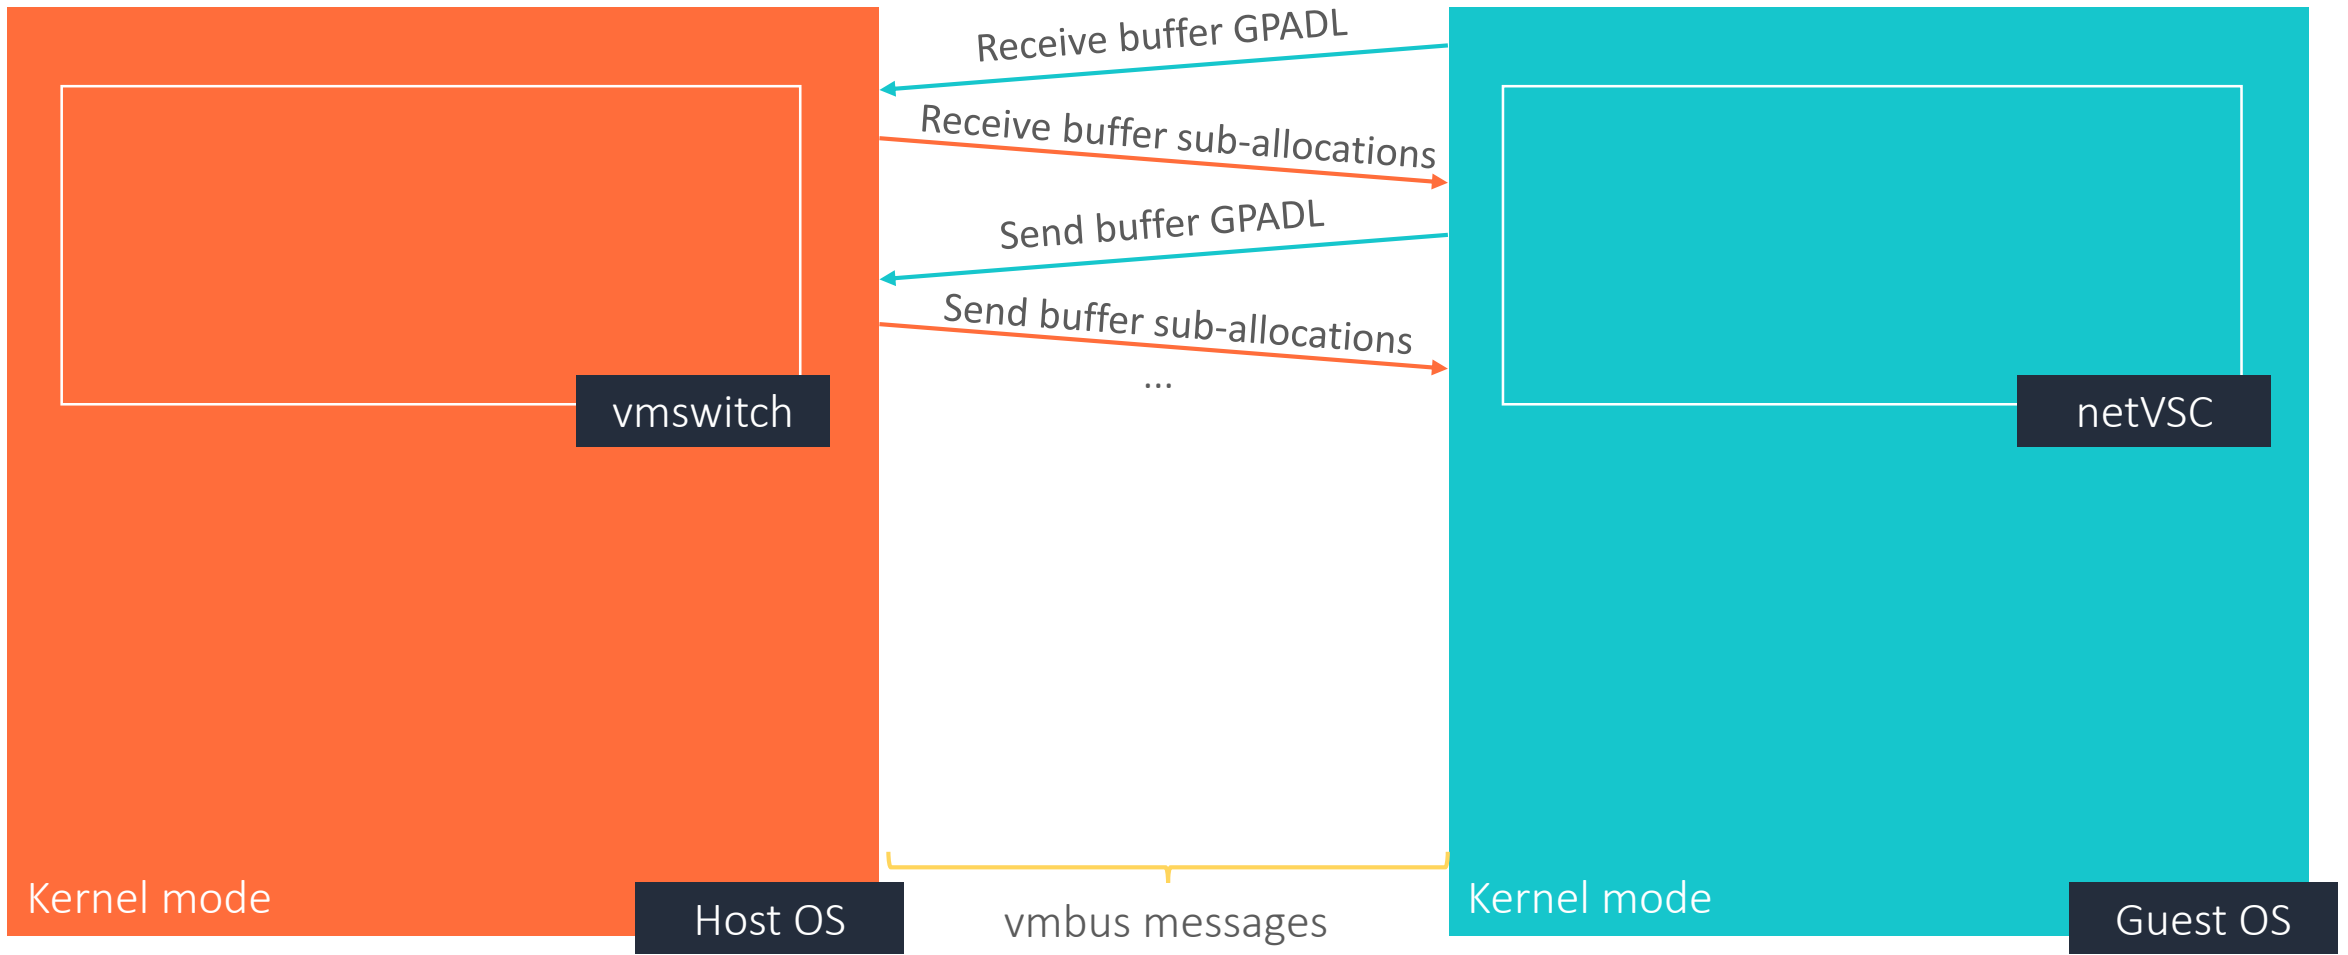 Receive buffer GPADL
Receive buffer sub-allocations
Send buffer GPADL
Send buffer sub-allocations
...
vmswitch
netVSC
Kernel mode
Host OS
vmbus messages
Kernel mode
Guest OS